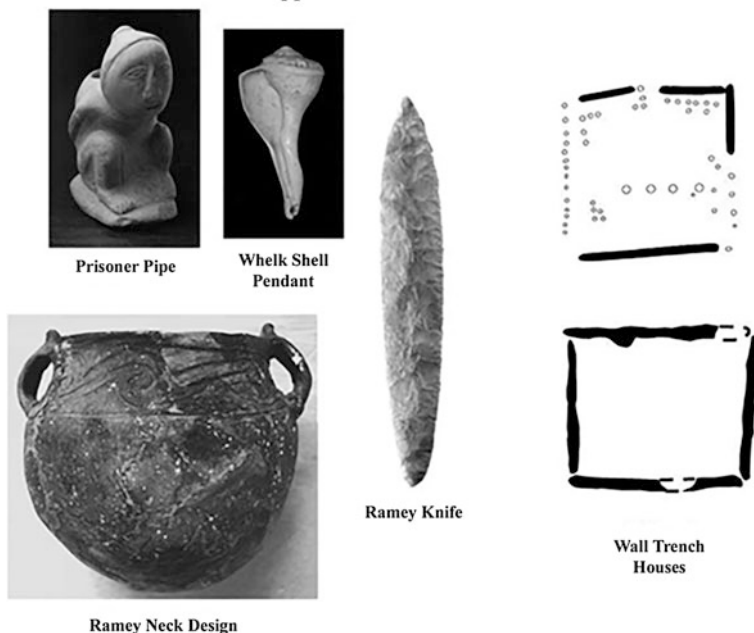 Prisoner Pipe
Whelk Shell
Pendant
Ramey Knife
Wall Trench
Houses
Ramey Neck Design